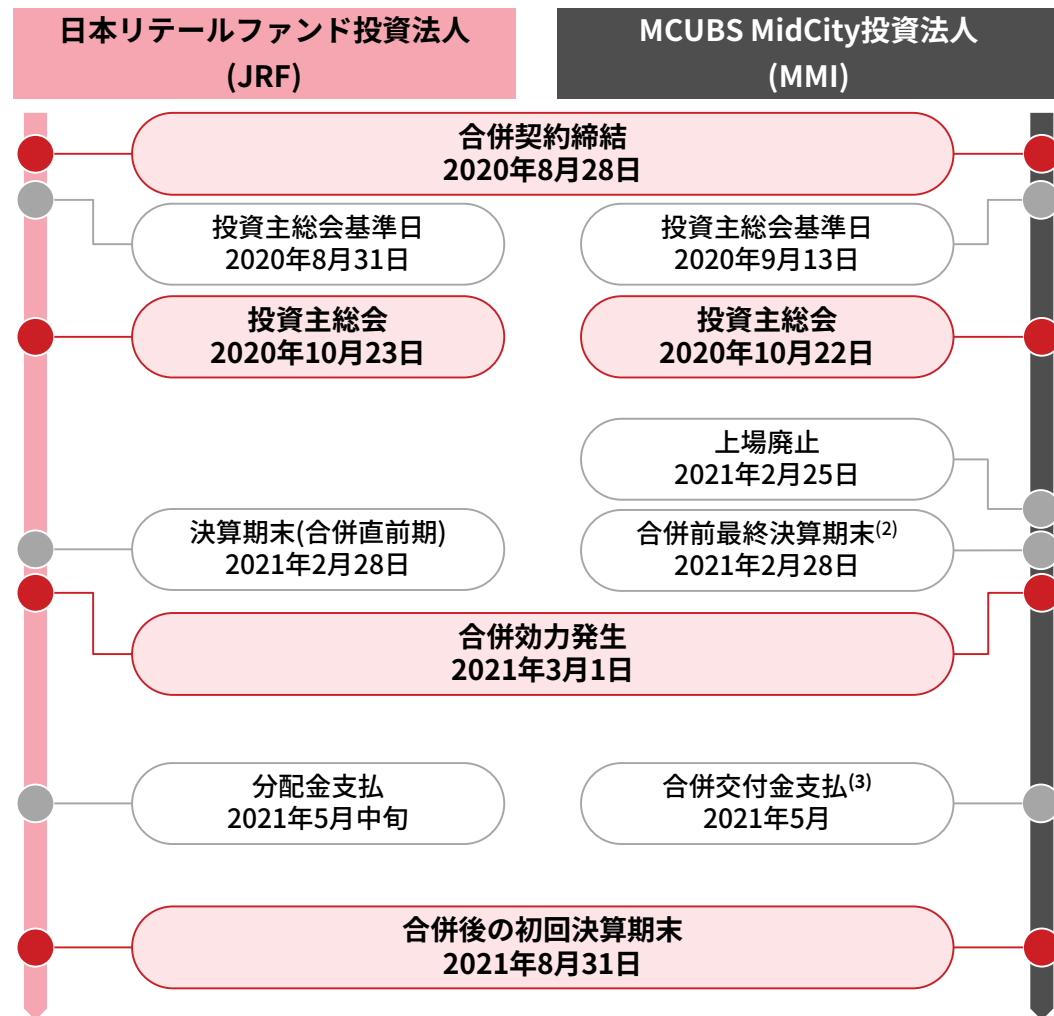 日本リテールファンド投資法人
(JRF)
MCUBS MidCity投資法人
(MMI)
合併契約締結
2020年8月28日
投資主総会基準日
2020年8月31日
投資主総会基準日
2020年9月13日
投資主総会
2020年10月23日
投資主総会
2020年10月22日
上場廃止
2021年2月25日
決算期末(合併直前期)
2021年2月28日
合併前最終決算期末(2)
2021年2月28日
合併効力発生
2021年3月1日
分配金支払
2021年5月中旬
合併交付金支払(3)
2021年5月
合併後の初回決算期末
2021年8月31日